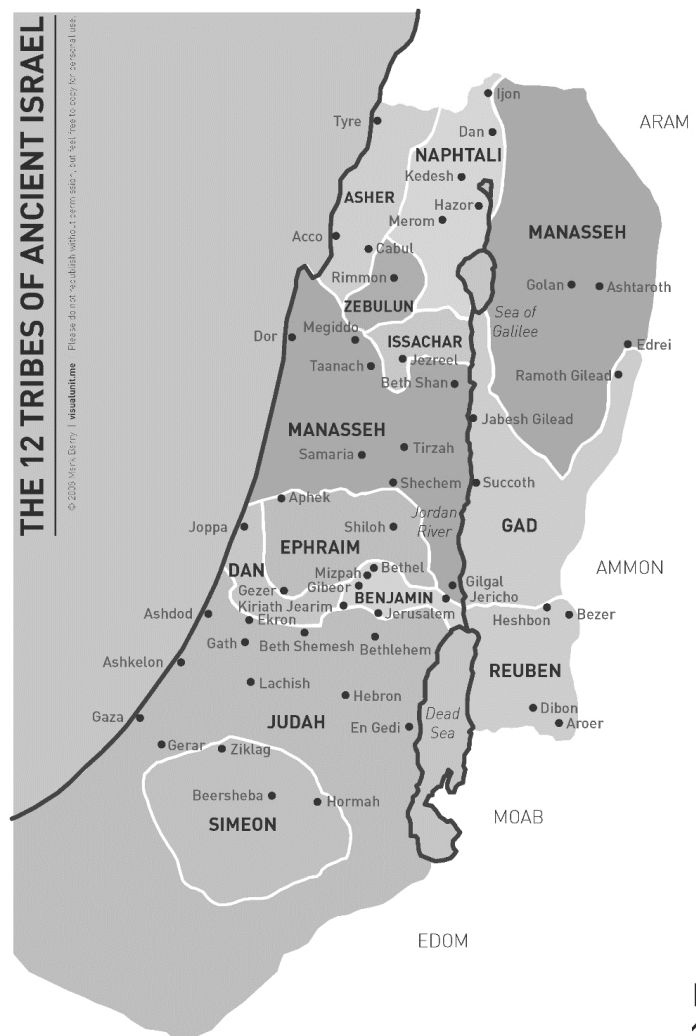 THE 12 TRIBES OF ANCIENT ISRAEL
© 2009 Mark Barry | visualunit.me Please do not republish without permission, but feel free to copy for personal use.
Ijon
ARAM
Tyre
Dan
NAPHTALI
Kedesh
ASHER
Hazor
Merom
MANASSEH
Acco
Cabul
Rimmon
Golan
Ashtaroth
ZEBULUN
Sea of
Galilee
Megiddo
Dor
ISSACHAR
Edrei
Jezreel
Taanach
Ramoth Gilead
Beth Shan
Jabesh Gilead
MANASSEH
Tirzah
Samaria
Shechem
Succoth
Aphek
Jordan
River
Joppa
Shiloh
GAD
EPHRAIM
DAN
Bethel
AMMON
Mizpah
Gibeor
Gilgal
Gezer
BENJAMIN
Jericho
Kiriath Jearim
Ashdod
Jerusalem
Heshbon
Bezer
Ekron
Gath
Beth Shemesh
Bethlehem
Ashkelon
REUBEN
Lachish
Hebron
Dibon
Gaza
JUDAH
En Gedi
Dead
Sea
Aroer
Gerar
Ziklag
Beersheba
Hormah
MOAB
SIMEON
EDOM